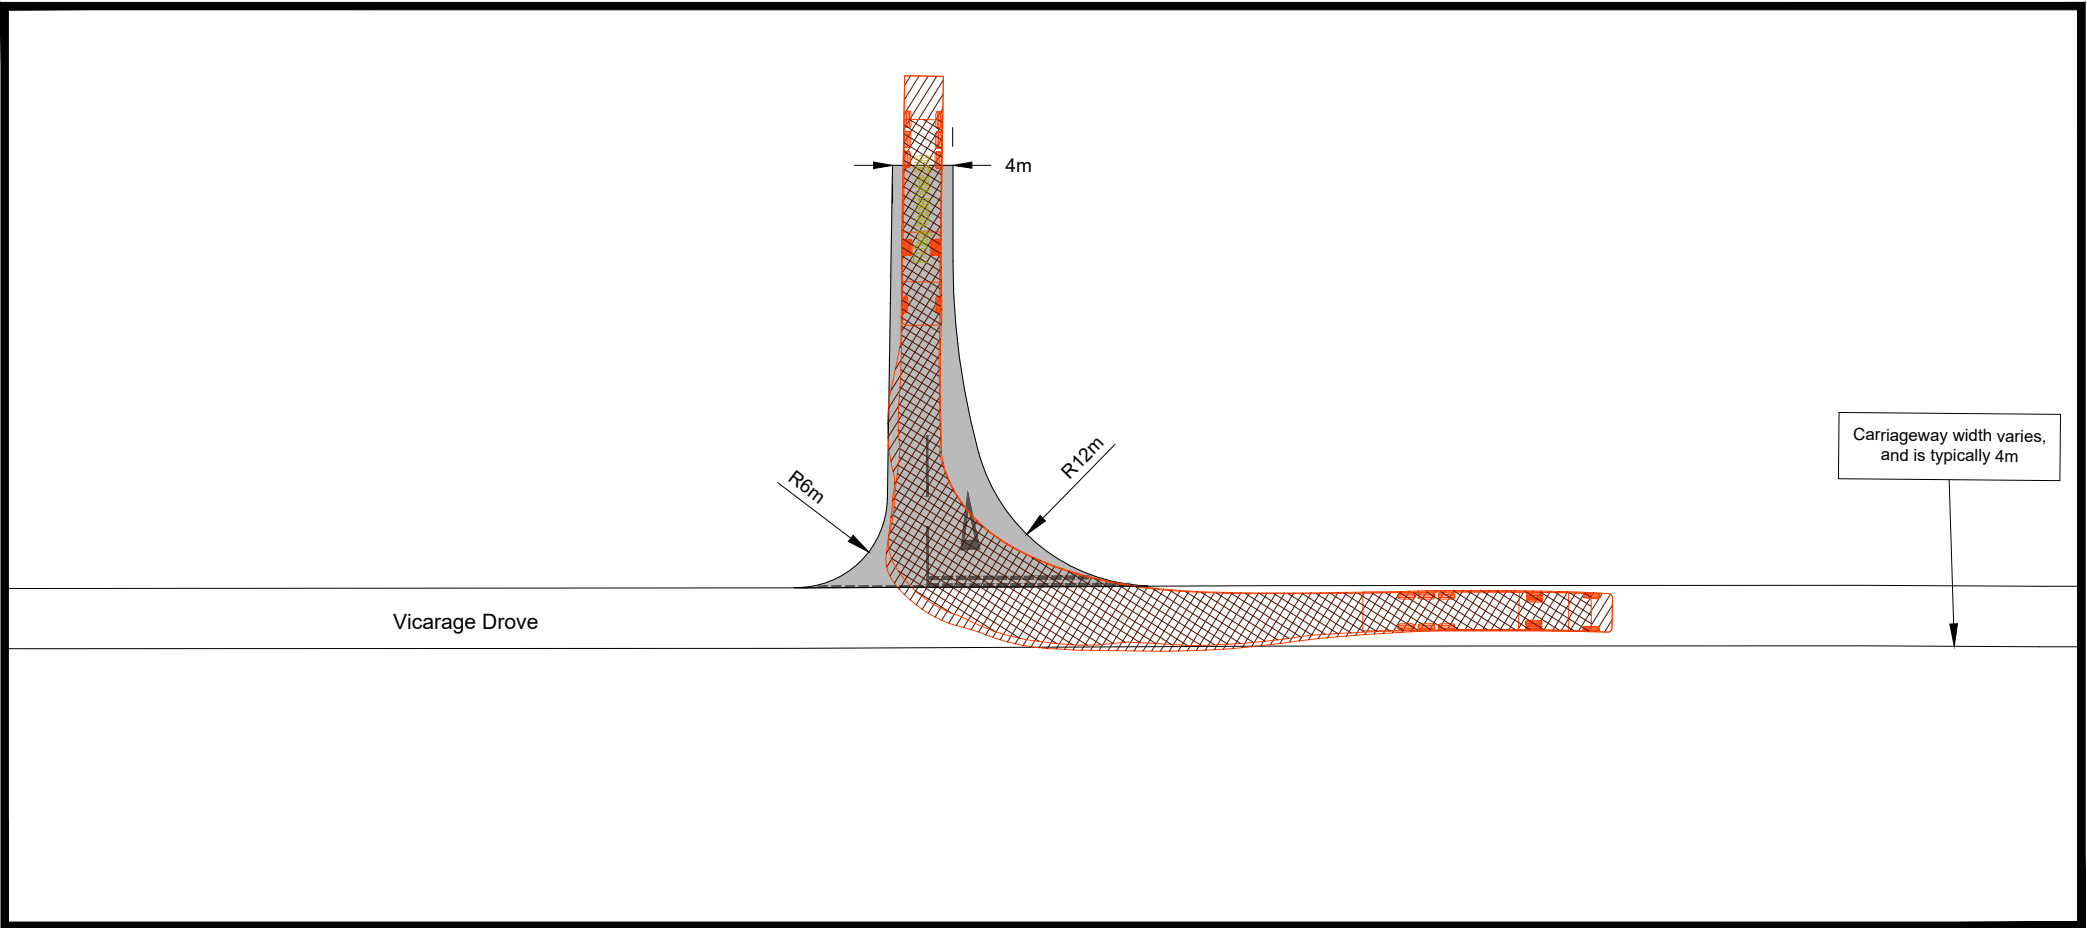 4m
R12m
R6m
Carriageway width varies,
and is typically 4m
Vicarage Drove